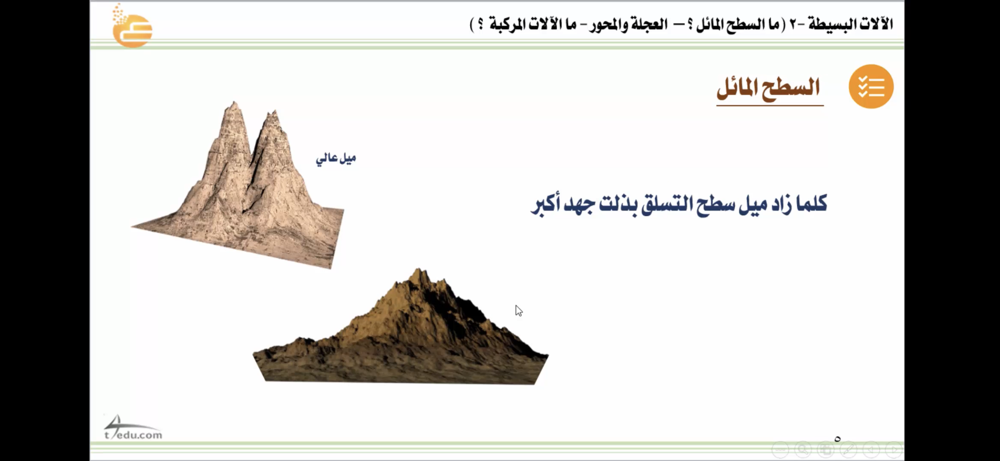 الآلات البسيطة -٢ ( ما السطح المائل ؟ – العجلة والمحور – ما الآلات المركبة ؟ )
السطح المائل
ميل عالي
كلما زاد ميل سطح التسلق بذلت جهد أكبر
t4edu.com
٥